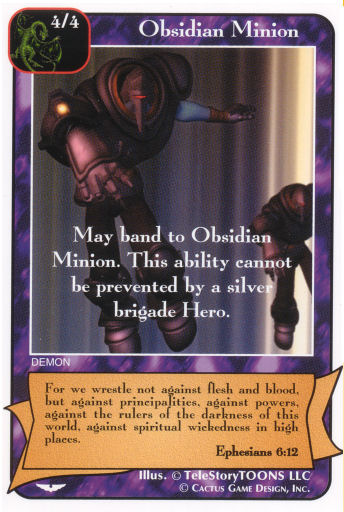 4/4
Obsidian Minion
May band to Obsidian
Minion. This ability cannot
be prevented by a silver
brigade Hero.
DEMON
For we wrestle not against flesh and blood,
but against principalities, against powers,
against the rulers of the darkness of this
world, against spiritual wickedness in high
places.
Ephesians 6:12
Illus. © TeleStoryTOONS LLC
© Cactus Game Design, Inc.